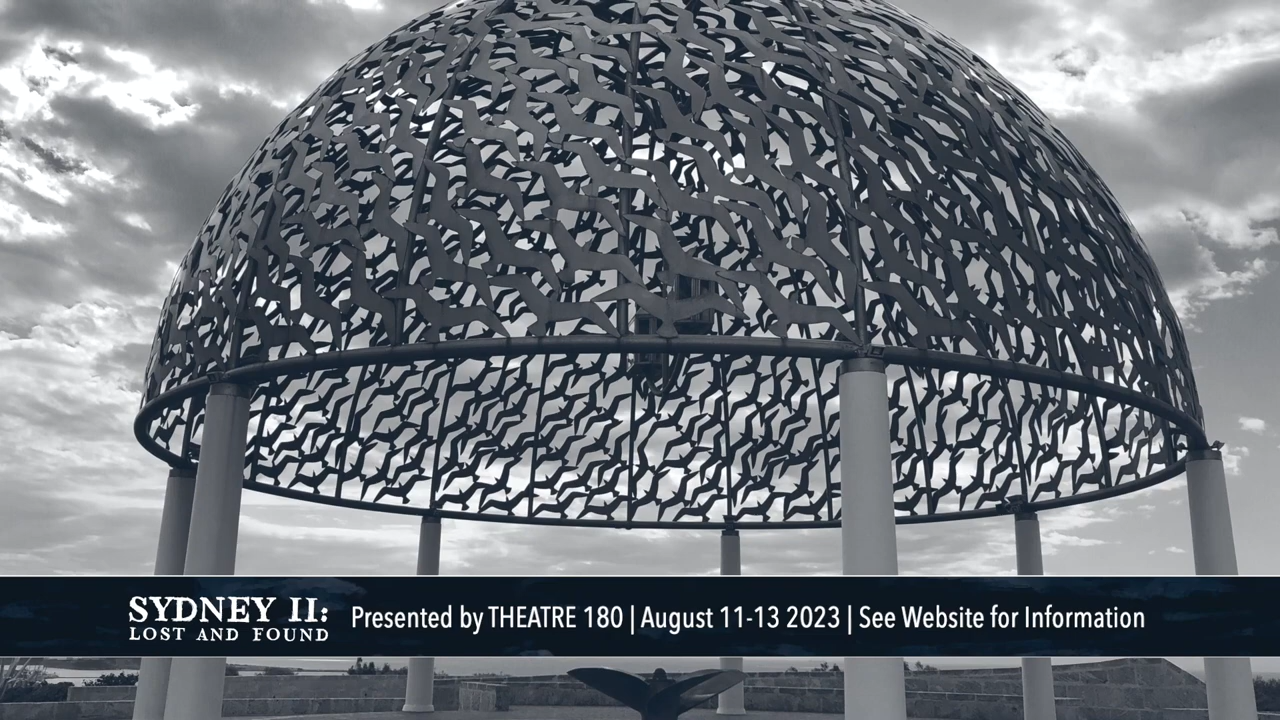 SYDNEY II:
LOST AND FOUND
Presented by THEATRE 180 | August 11-13 2023 | See Website for Information